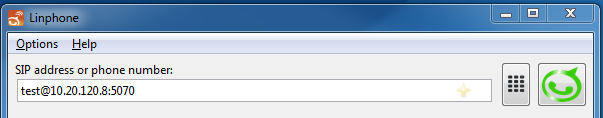 Linphone
Options Help
SIP address or phone number:
test@10.20.120.8:5070